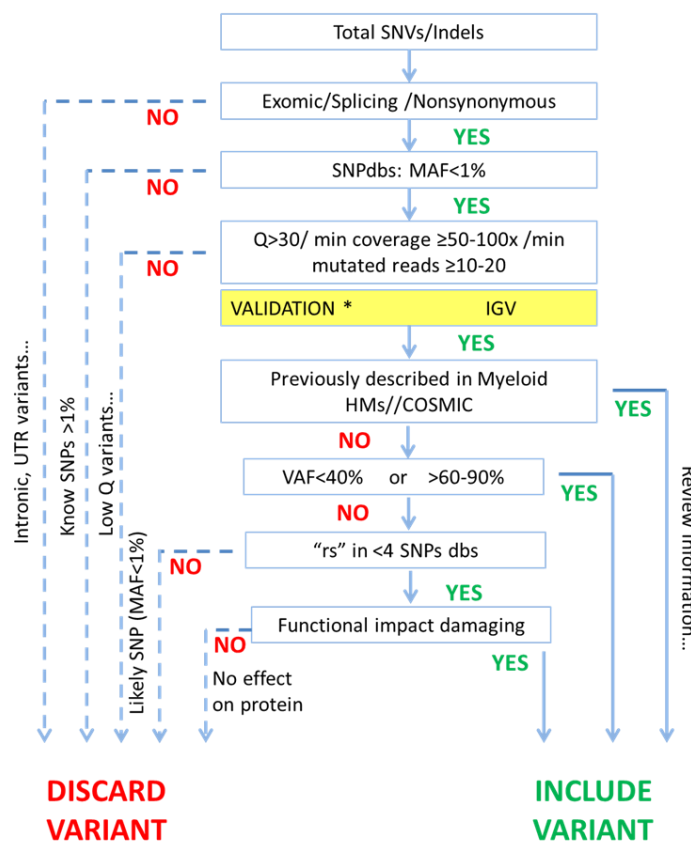 Total SNVs/Indels
Exomic/Splicing /Nonsynonymous
NO
YES
SNPdbs: MAF<1%
NO
YES
Q>30/ min coverage ≥50-100x /min
mutated reads ≥10-20
NO
VALIDATION * IGV
YES
Previously described in Myeloid
HMs//COSMIC
YES
NO
VAF<40% or >60-90%
YES
NO
"rs" in <4 SNPs dbs
NO
YES
Functional impact damaging
NO
YES
No effect
on protein
Intronic, UTR variants...
Know SNPs >1%
Low Q variants...
Likely SNP (MAF<1%)
Review information...
DISCARD
VARIANT
INCLUDE
VARIANT